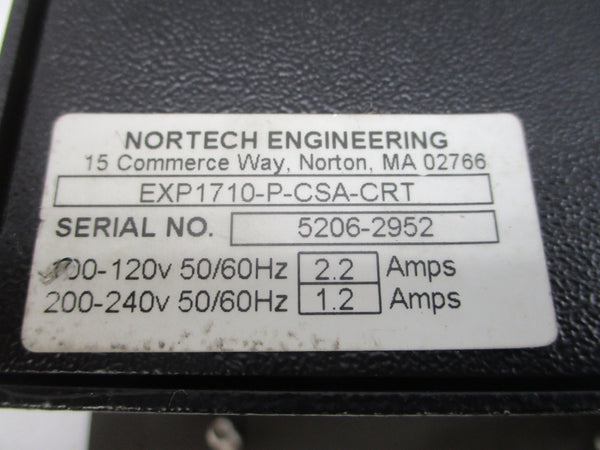 NORTECH ENGINEERING
15 Commerce Way, Norton, MA 02766
EXP1710-P-CSA-CRT
SERIAL NO. 5206-2952
100-120v 50/60Hz 2.2 Amps
200-240v 50/60Hz 1.2 Amps